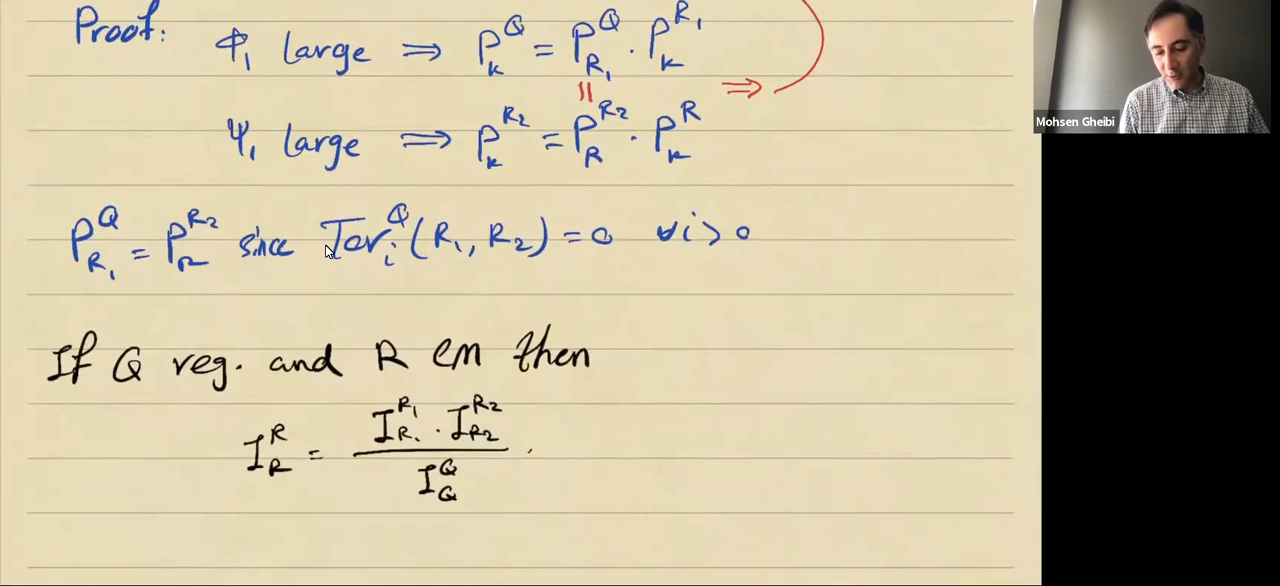 Proof: Φ₁ large ⟹ P_k^Q = P_{R₁}^Q · P_k^{R₁}
|| ⟹
Ψ₁ large ⟹ P_k^{R₂} = P_R^{R₂} · P_k^R
Mohsen Gheibi
P_{R₁}^Q = P_R^{R₂} since Tor_i^Q (R₁, R₂) = 0 ∀i > 0
If Q reg. and R CM then
I_R^R = \frac{I_{R₁}^{R₁} · I_{R₂}^{R₂}}{I_Q^Q} .